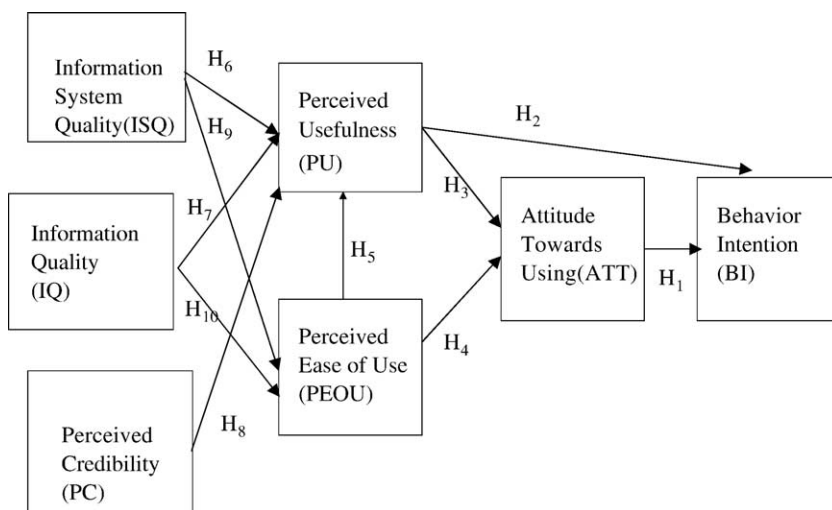 Information
System
Quality(ISQ)
H₆
H₉
Perceived
Usefulness
(PU)
H₂
H₃
Information
Quality
(IQ)
H₇
H₁₀
H₅
Attitude
Towards
Using(ATT)
H₁
Behavior
Intention
(BI)
Perceived
Ease of Use
(PEOU)
H₄
H₈
Perceived
Credibility
(PC)